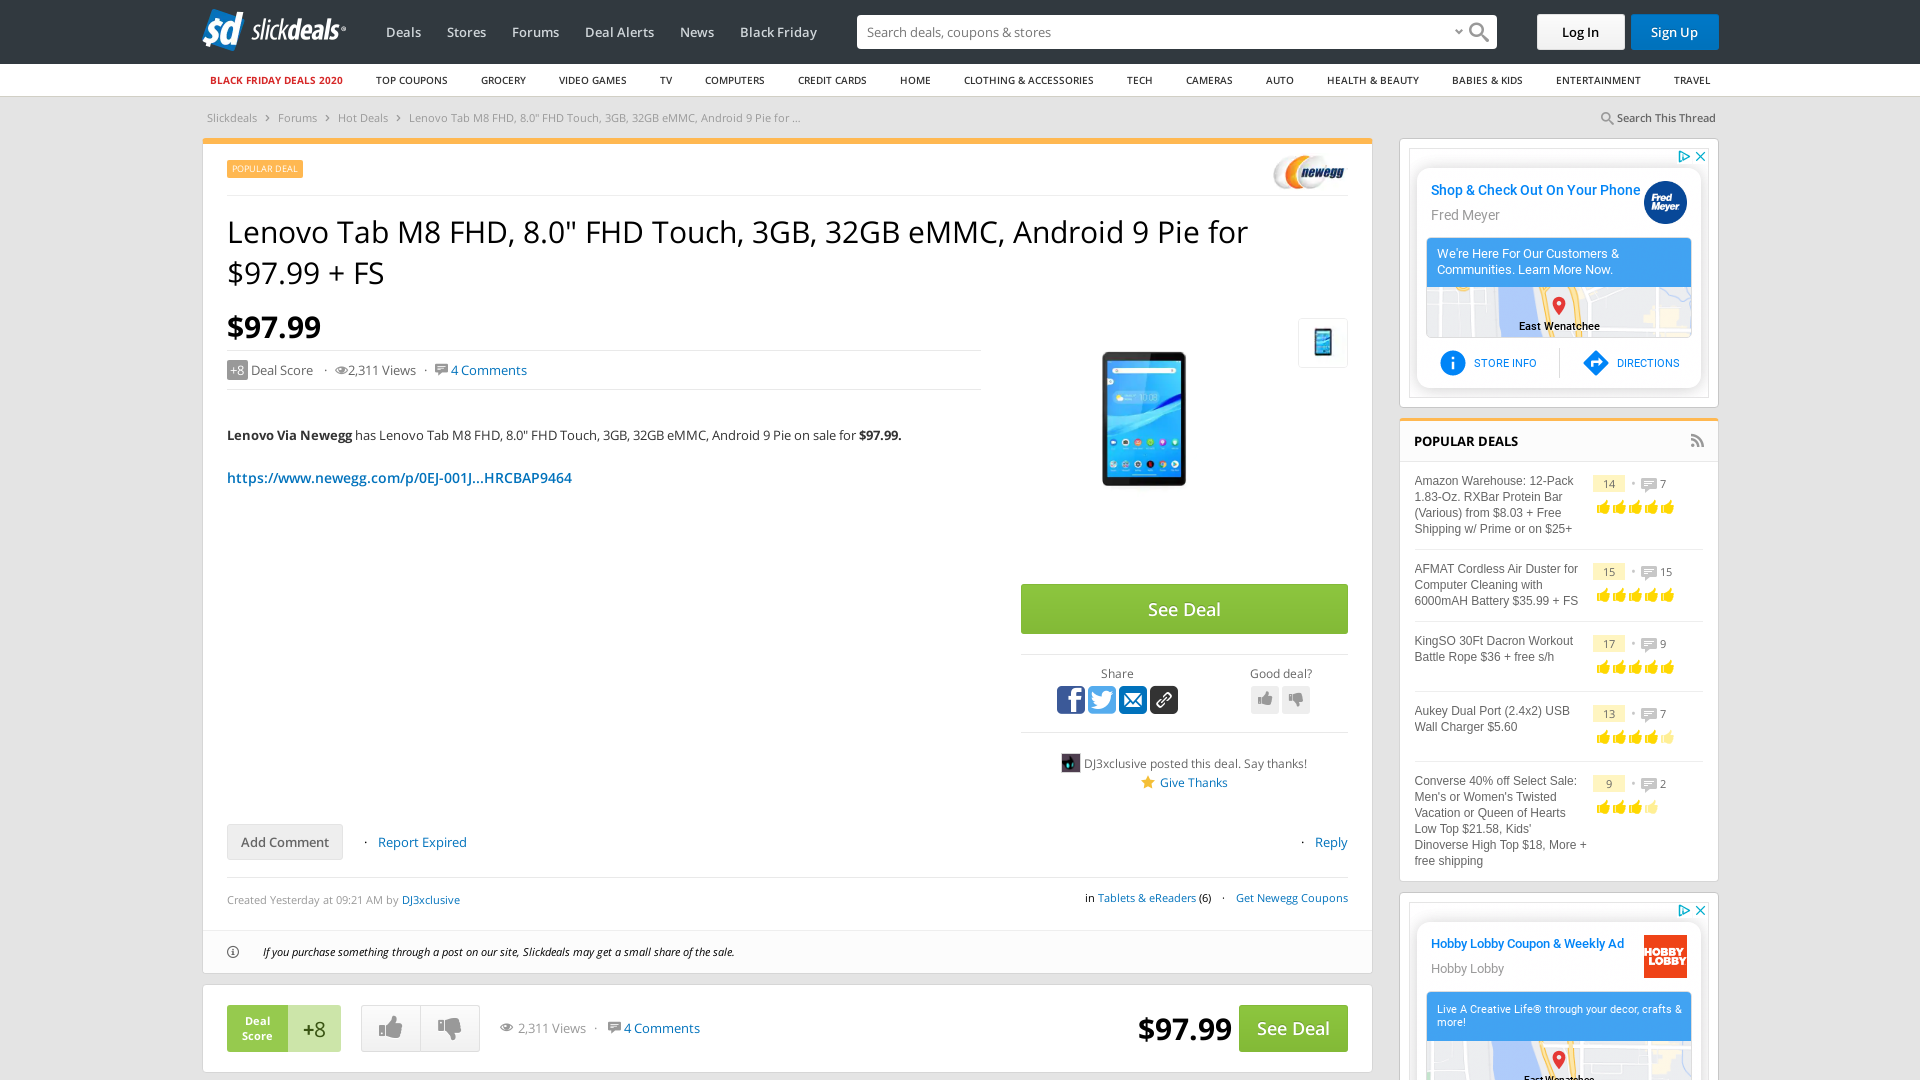 sd slickdeals
Deals Stores Forums Deal Alerts News Black Friday
Search deals, coupons & stores
Log In
Sign Up
BLACK FRIDAY DEALS 2020 TOP COUPONS GROCERY VIDEO GAMES TV COMPUTERS CREDIT CARDS HOME CLOTHING & ACCESSORIES TECH CAMERAS AUTO HEALTH & BEAUTY BABIES & KIDS ENTERTAINMENT TRAVEL
Slickdeals › Forums › Hot Deals › Lenovo Tab M8 FHD, 8.0" FHD Touch, 3GB, 32GB eMMC, Android 9 Pie for ...
Search This Thread
POPULAR DEAL
newegg
Lenovo Tab M8 FHD, 8.0" FHD Touch, 3GB, 32GB eMMC, Android 9 Pie for
$97.99 + FS
$97.99
+8 Deal Score · 2,311 Views · 4 Comments
Lenovo Via Newegg has Lenovo Tab M8 FHD, 8.0" FHD Touch, 3GB, 32GB eMMC, Android 9 Pie on sale for $97.99.
https://www.newegg.com/p/0EJ-001J...HRCBAP9464
See Deal
Share
Good deal?
DJ3xclusive posted this deal. Say thanks!
Give Thanks
Add Comment · Report Expired
· Reply
Created Yesterday at 09:21 AM by DJ3xclusive
in Tablets & eReaders (6) · Get Newegg Coupons
If you purchase something through a post on our site, Slickdeals may get a small share of the sale.
Deal
Score
+8
2,311 Views · 4 Comments
$97.99
See Deal
Shop & Check Out On Your Phone
Fred Meyer
Fred
Meyer
We're Here For Our Customers &
Communities. Learn More Now.
East Wenatchee
STORE INFO
DIRECTIONS
POPULAR DEALS
Amazon Warehouse: 12-Pack
1.83-Oz. RXBar Protein Bar
(Various) from $8.03 + Free
Shipping w/ Prime or on $25+
14 • 7
AFMAT Cordless Air Duster for
Computer Cleaning with
6000mAH Battery $35.99 + FS
15 • 15
KingSO 30Ft Dacron Workout
Battle Rope $36 + free s/h
17 • 9
Aukey Dual Port (2.4x2) USB
Wall Charger $5.60
13 • 7
Converse 40% off Select Sale:
Men's or Women's Twisted
Vacation or Queen of Hearts
Low Top $21.58, Kids'
Dinoverse High Top $18, More +
free shipping
9 • 2
Hobby Lobby Coupon & Weekly Ad
Hobby Lobby
HOBBY
LOBBY
Live A Creative Life® through your decor, crafts &
more!
East Wenatchee